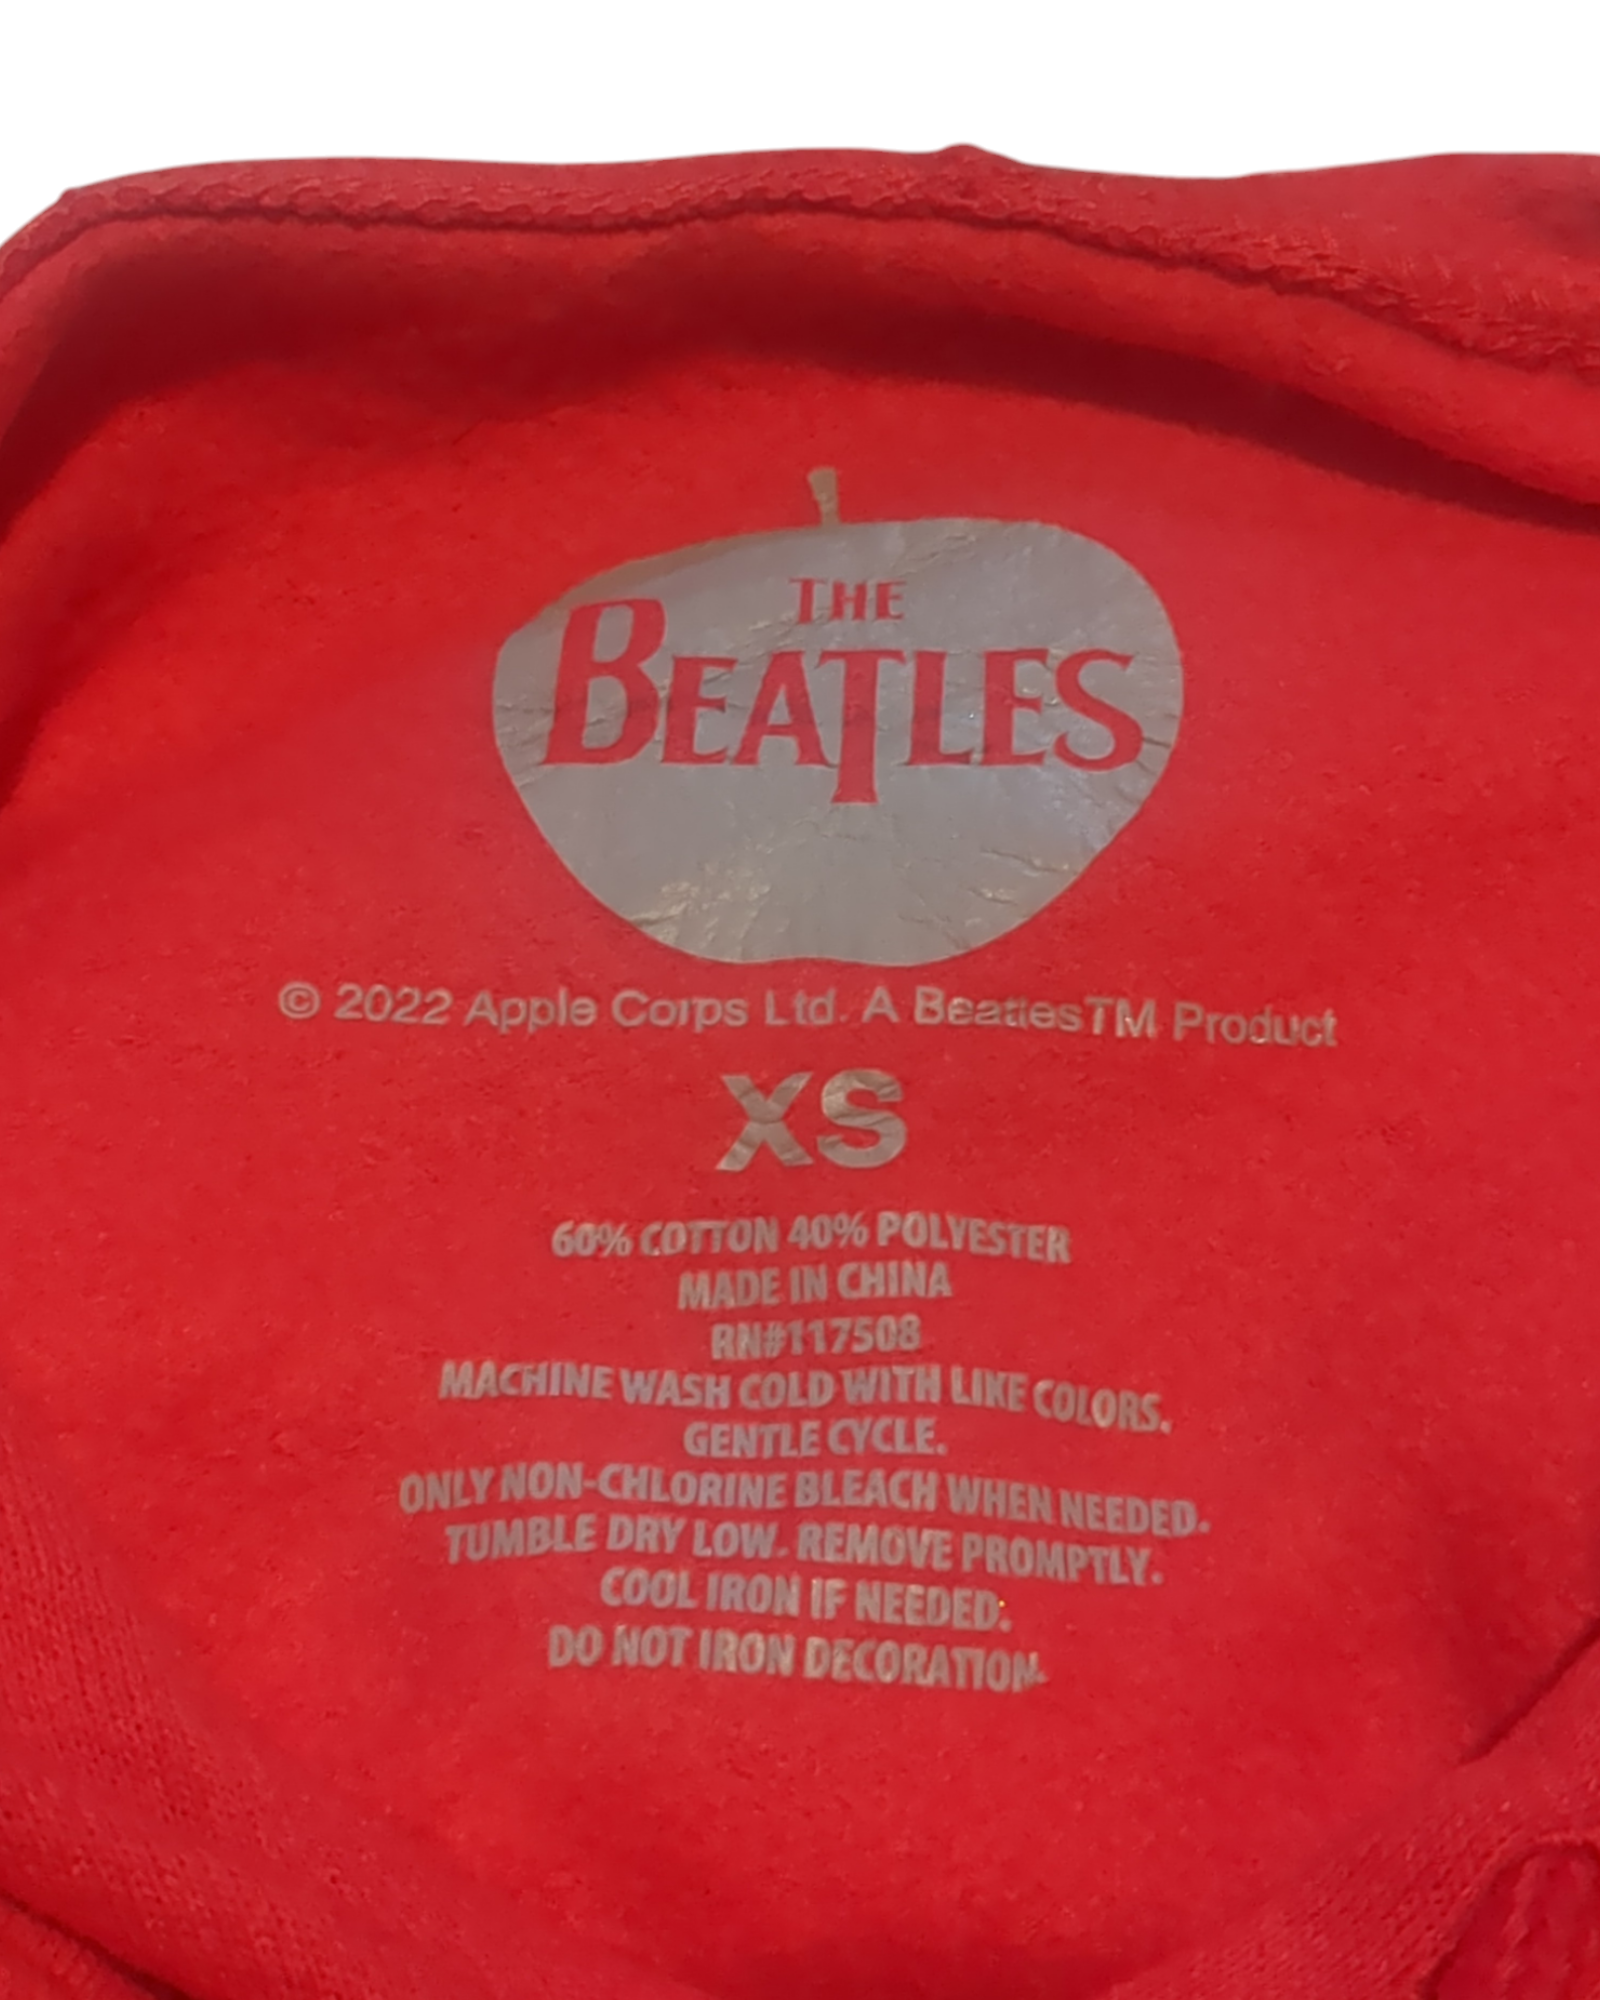 THE
BEATLES
© 2022 Apple Corps Ltd. A BeatlesTM Product
XS
60% COTTON 40% POLYESTER
MADE IN CHINA
RN#117508
MACHINE WASH COLD WITH LIKE COLORS.
GENTLE CYCLE.
ONLY NON-CHLORINE BLEACH WHEN NEEDED.
TUMBLE DRY LOW. REMOVE PROMPTLY.
COOL IRON IF NEEDED.
DO NOT IRON DECORATION.